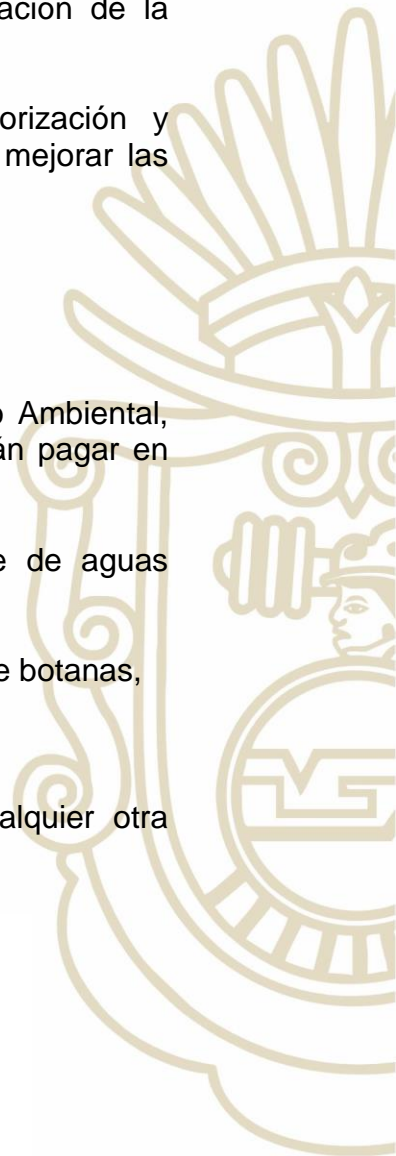 ación de la
orización y
mejorar las
o Ambiental,
án pagar en
e de aguas
e botanas,
alquier otra